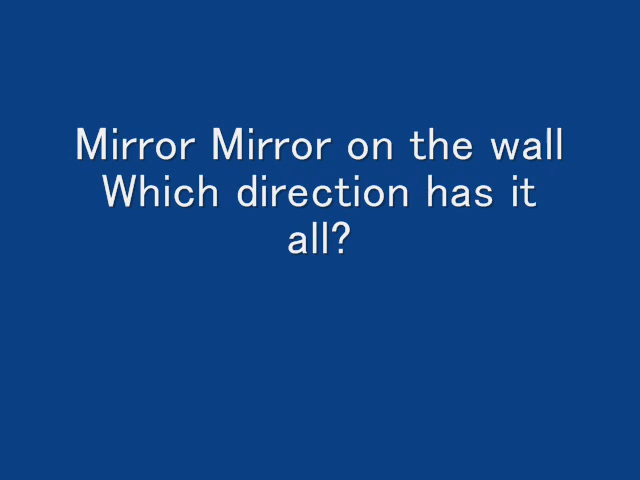 Mirror Mirror on the wall
Which direction has it
all?